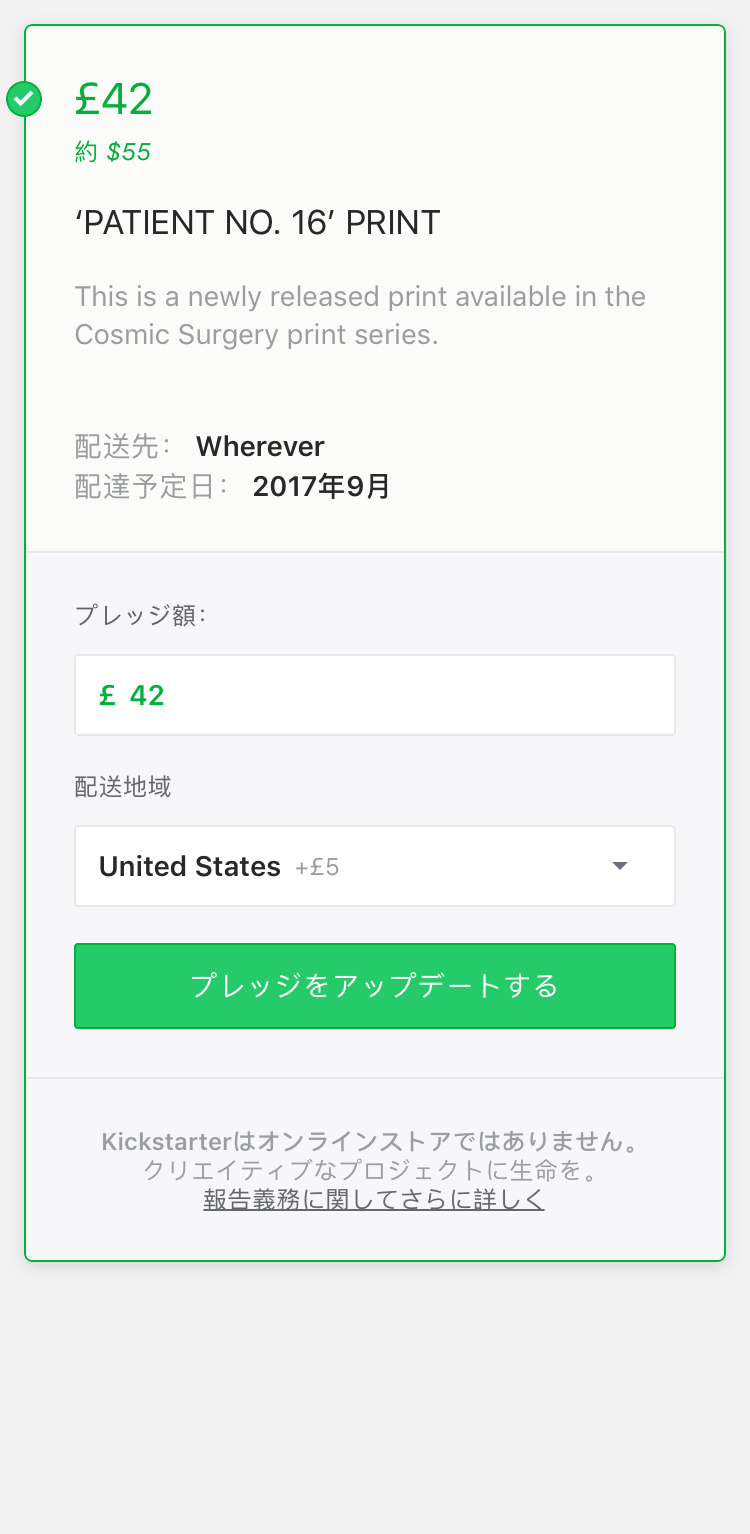 £42
約 $55
‘PATIENT NO. 16’ PRINT
This is a newly released print available in the
Cosmic Surgery print series.
配送先： Wherever
配達予定日： 2017年9月
プレッジ額：
£ 42
配送地域
United States +£5
プレッジをアップデートする
Kickstarterはオンラインストアではありません。
クリエイティブなプロジェクトに生命を。
報告義務に関してさらに詳しく